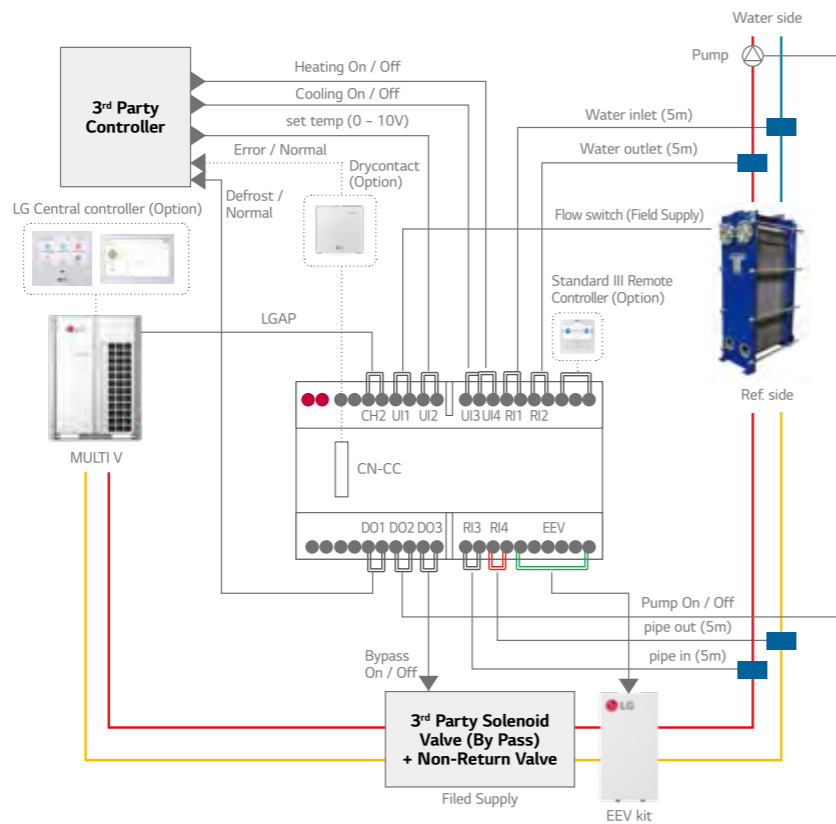 Water side
Pump
Heating On / Off
Cooling On / Off
set temp (0 ~ 10V)
Error / Normal
3rd Party
Controller
Drycontact
(Option)
Water inlet (5m)
Water outlet (5m)
Defrost /
Normal
LG Central controller (Option)
Flow switch (Field Supply)
Standard III Remote
Controller (Option)
LGAP
LG
MULTI V
Ref. side
CH2 UI1 UI2 UI3 UI4 RI1 RI2
CN-CC
DO1 DO2 DO3 RI3 RI4 EEV
Pump On / Off
pipe out (5m)
pipe in (5m)
Bypass
On / Off
3rd Party Solenoid
Valve (By Pass)
+ Non-Return Valve
LG
Filed Supply
EEV kit